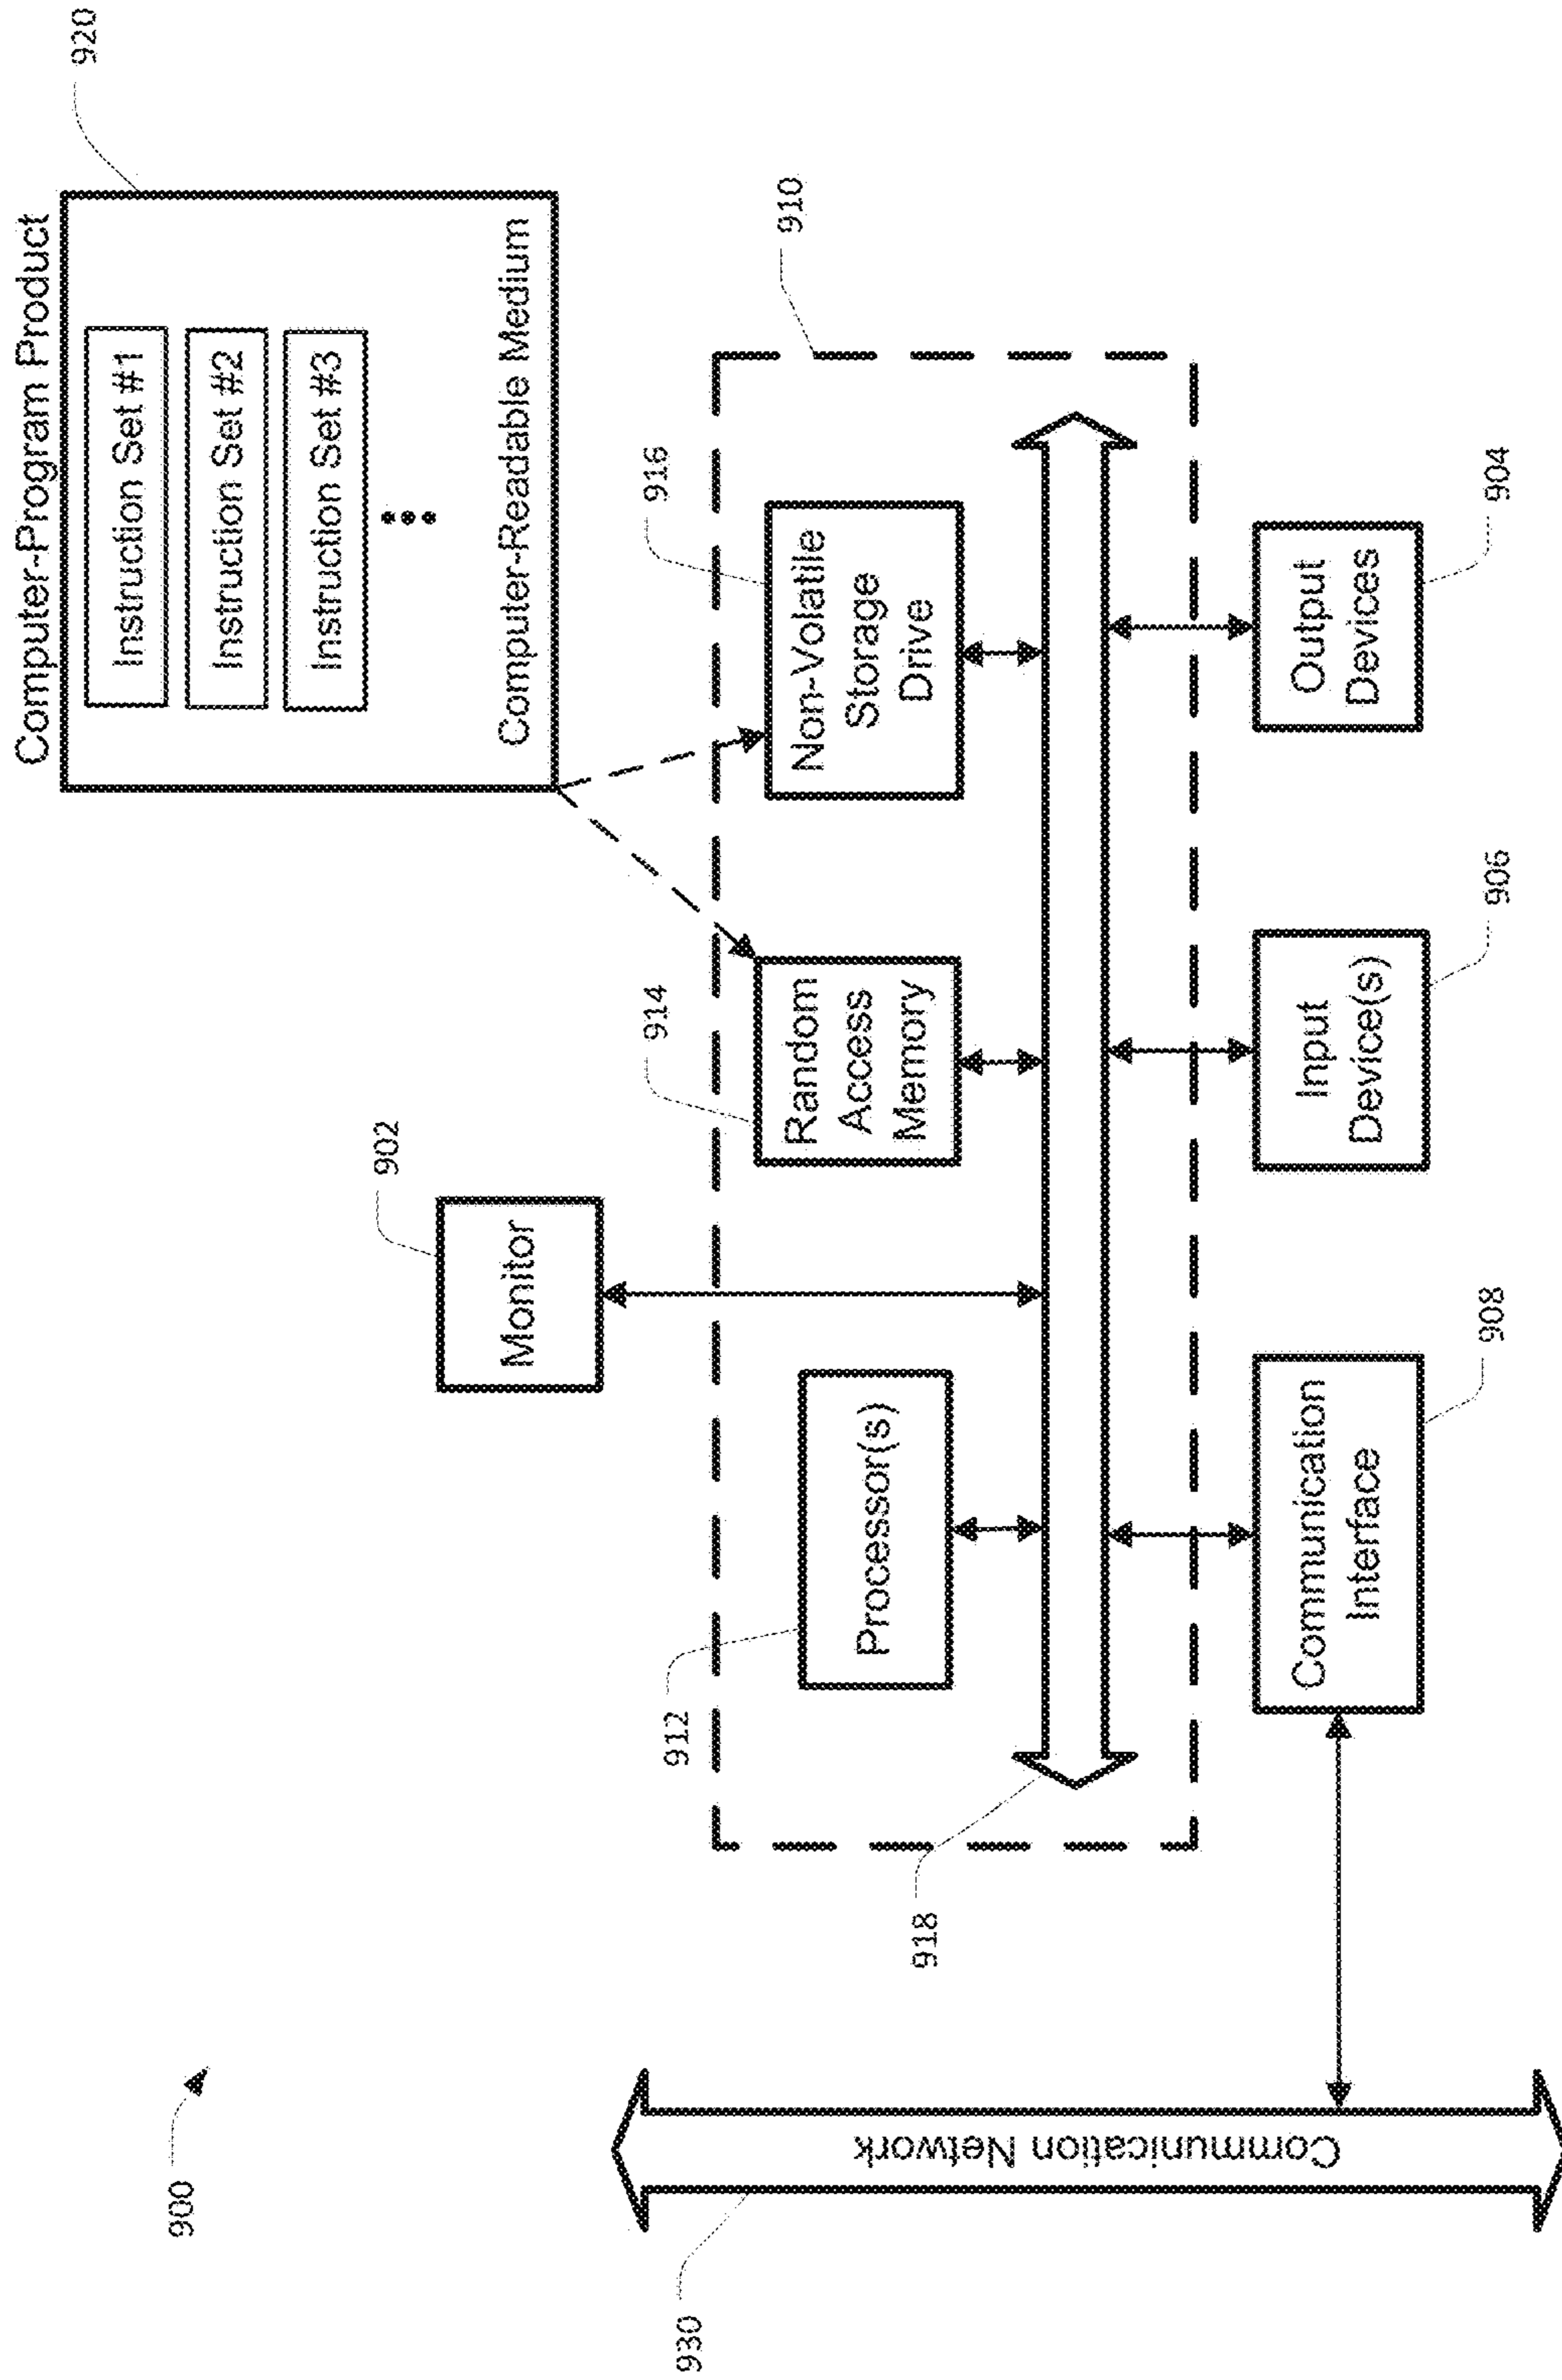 900
Computer-Program Product
920
Instruction Set #1
Instruction Set #2
Instruction Set #3
Computer-Readable Medium
902
Monitor
910
912
Processor(s)
914
Random
Access
Memory
916
Non-Volatile
Storage
Drive
918
930
Communication Network
Communication
Interface
908
Input
Device(s)
906
Output
Devices
904